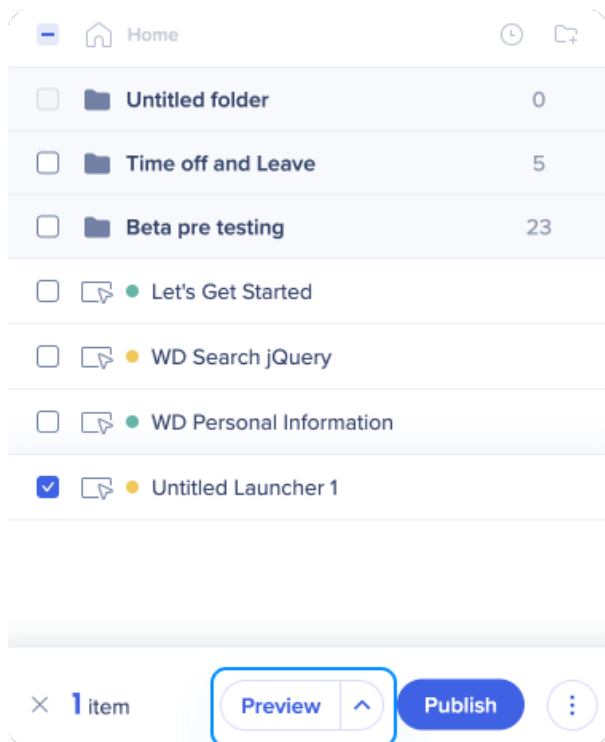 Home
Untitled folder 0
Time off and Leave 5
Beta pre testing 23
Let's Get Started
WD Search jQuery
WD Personal Information
Untitled Launcher 1
1 item Preview Publish